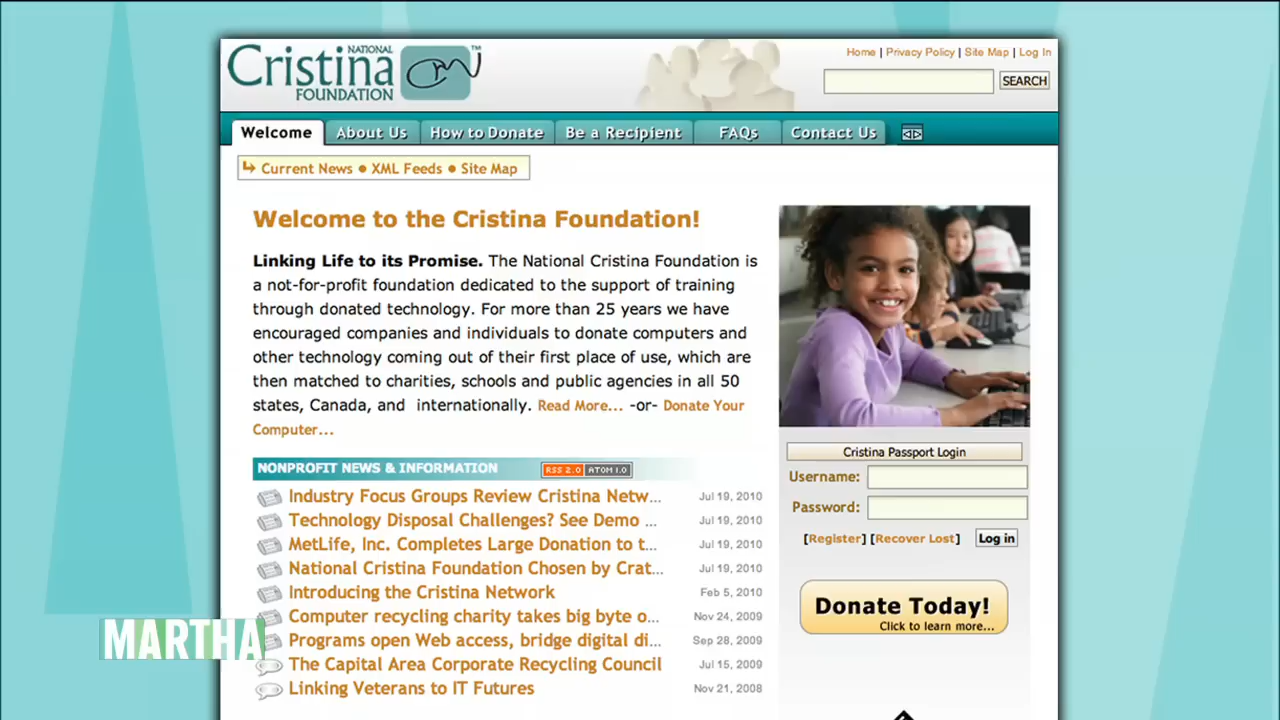 NATIONAL
Cristina
FOUNDATION
TM
Home | Privacy Policy | Site Map | Log In
SEARCH
Welcome
About Us
How to Donate
Be a Recipient
FAQs
Contact Us
Current News ● XML Feeds ● Site Map
Welcome to the Cristina Foundation!
Linking Life to its Promise. The National Cristina Foundation is
a not-for-profit foundation dedicated to the support of training
through donated technology. For more than 25 years we have
encouraged companies and individuals to donate computers and
other technology coming out of their first place of use, which are
then matched to charities, schools and public agencies in all 50
states, Canada, and internationally. Read More... -or- Donate Your
Computer...
NONPROFIT NEWS & INFORMATION
RSS 2.0 ATOM 1.0
Industry Focus Groups Review Cristina Netw... Jul 19, 2010
Technology Disposal Challenges? See Demo ... Jul 19, 2010
MetLife, Inc. Completes Large Donation to t... Jul 19, 2010
National Cristina Foundation Chosen by Crat... Jul 19, 2010
Introducing the Cristina Network Feb 5, 2010
Computer recycling charity takes big byte o... Nov 24, 2009
Programs open Web access, bridge digital di... Sep 28, 2009
The Capital Area Corporate Recycling Council Jul 15, 2009
Linking Veterans to IT Futures Nov 21, 2008
Cristina Passport Login
Username:
Password:
[Register] [Recover Lost] Log in
Donate Today!
Click to learn more...
MARTHA